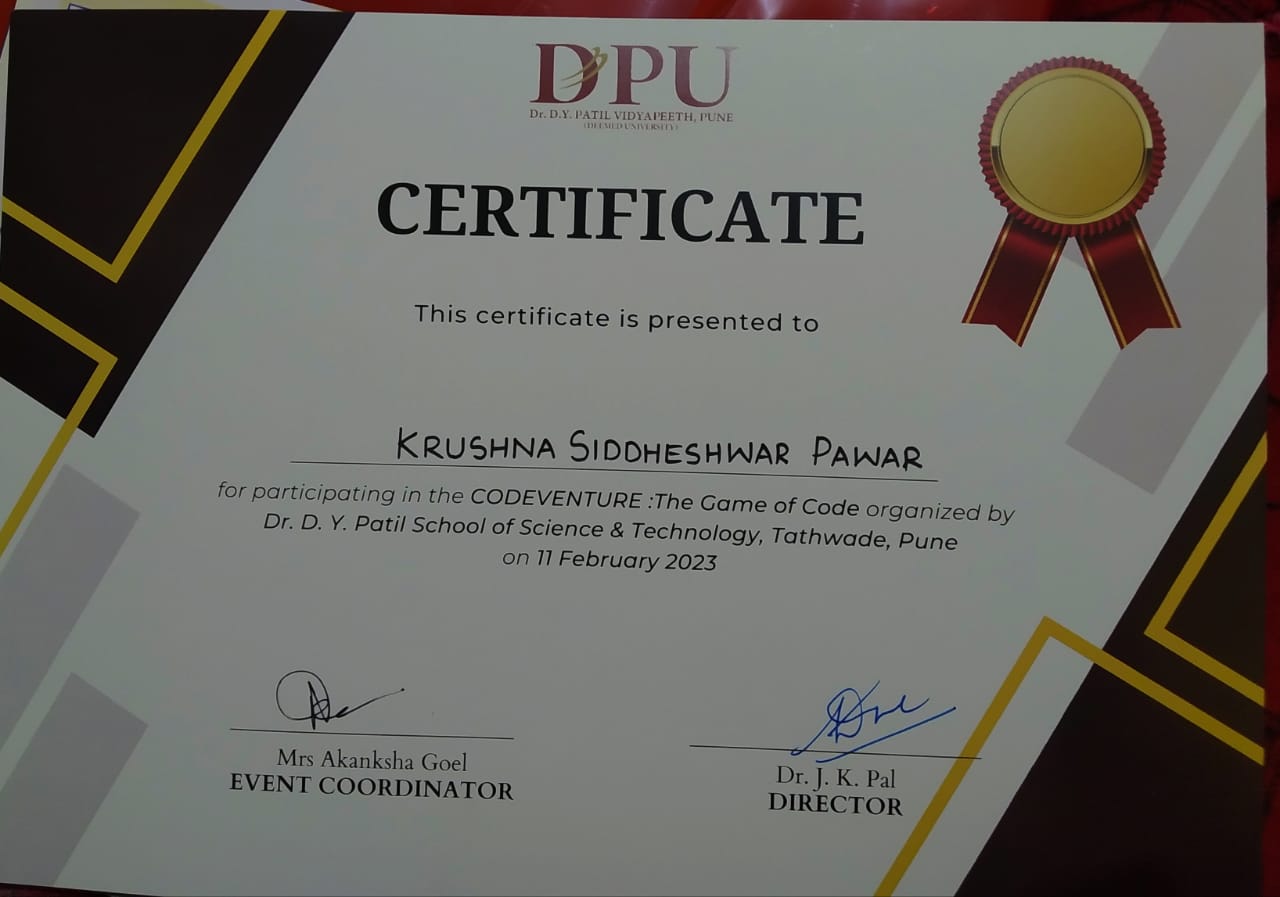 DPU
Dr. D.Y. PATIL VIDYAPEETH, PUNE
(DEEMED UNIVERSITY)
CERTIFICATE
This certificate is presented to
KRUSHNA SIDDHESHWAR PAWAR
for participating in the CODEVENTURE :The Game of Code organized by
Dr. D. Y. Patil School of Science & Technology, Tathwade, Pune
on 11 February 2023
Mrs Akanksha Goel
EVENT COORDINATOR
Dr. J. K. Pal
DIRECTOR